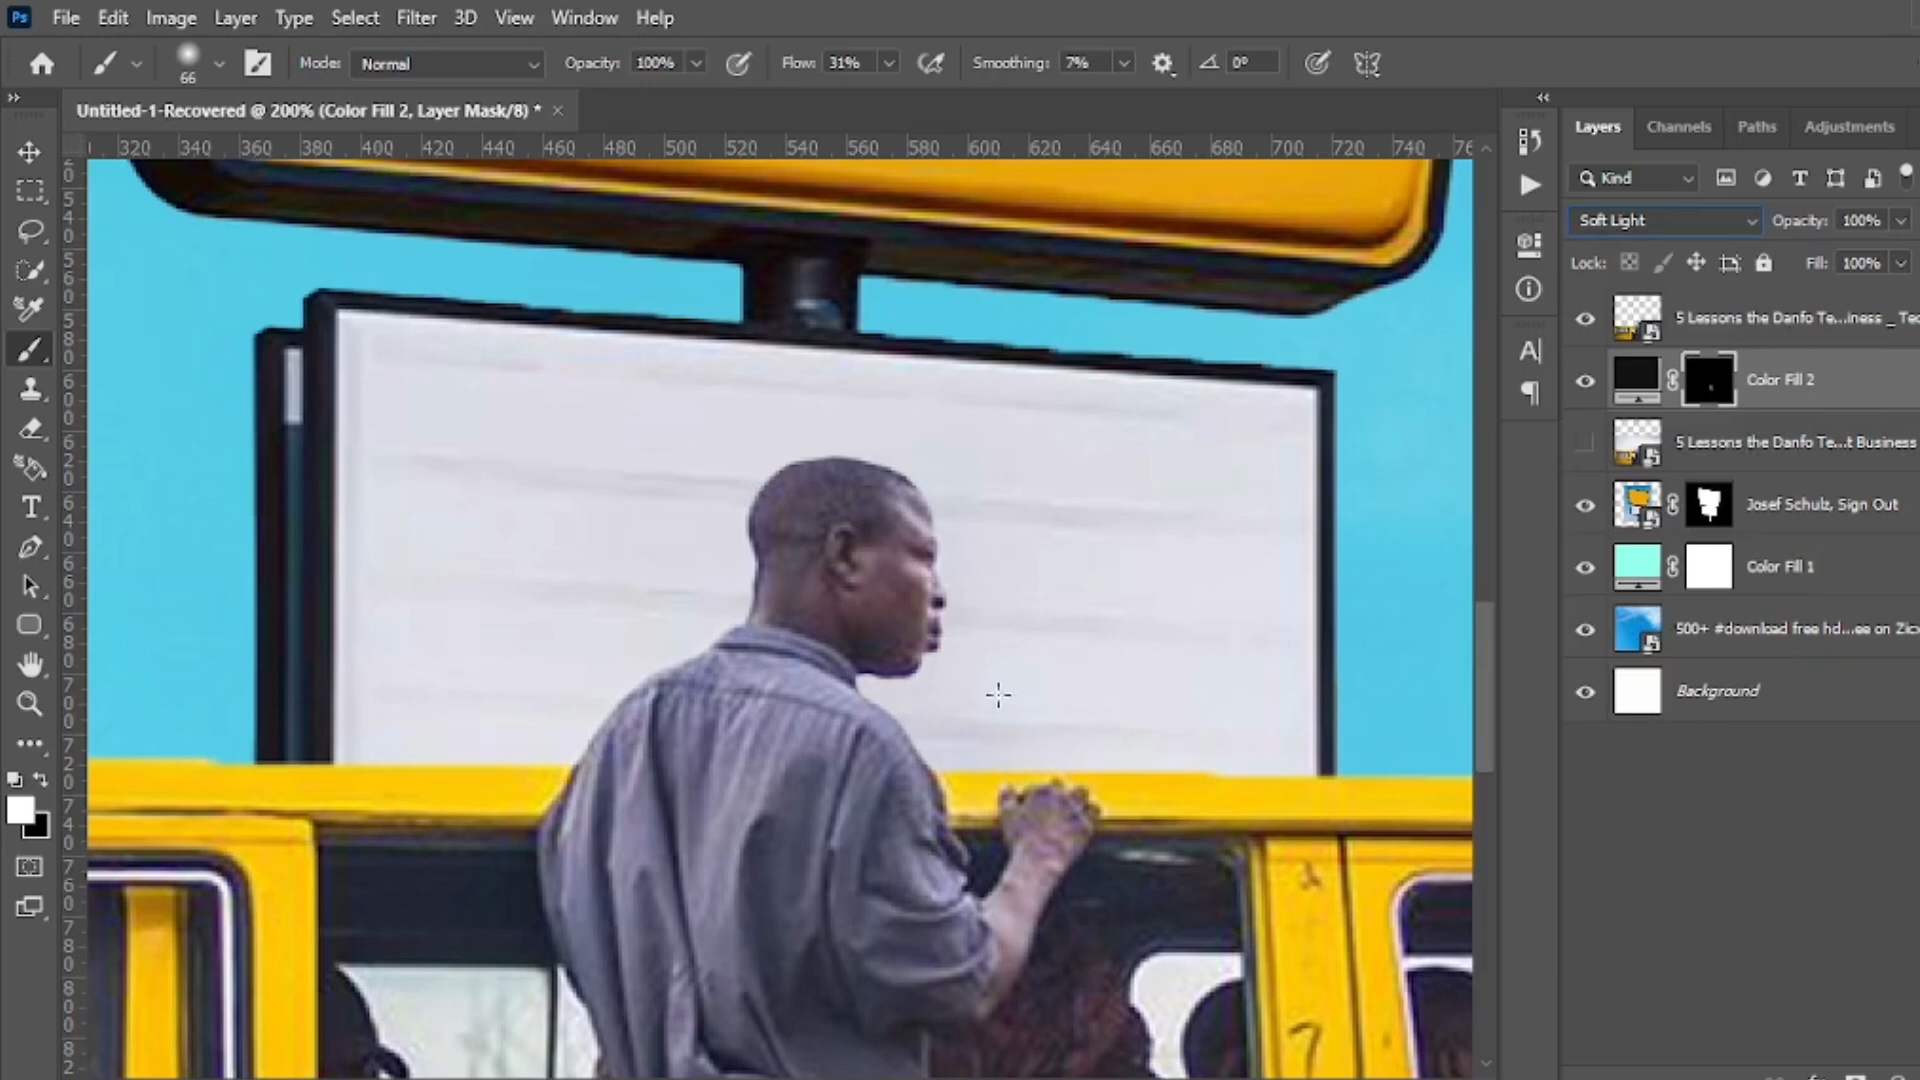 Ps File Edit Image Layer Type Select Filter 3D View Window Help
66 Mode: Normal Opacity: 100% Flow: 31% Smoothing: 7% 0°
Untitled-1-Recovered @ 200% (Color Fill 2, Layer Mask/8) * ×
320 340 360 380 400 420 440 460 480 500 520 540 560 580 600 620 640 660 680 700 720 740 76
Layers Channels Paths Adjustments
Kind
Soft Light Opacity: 100%
Lock: Fill: 100%
5 Lessons the Danfo Te...iness _ Tec
Color Fill 2
5 Lessons the Danfo Te...t Business
Josef Schulz, Sign Out
Color Fill 1
500+ #download free hd...ee on Zic
Background